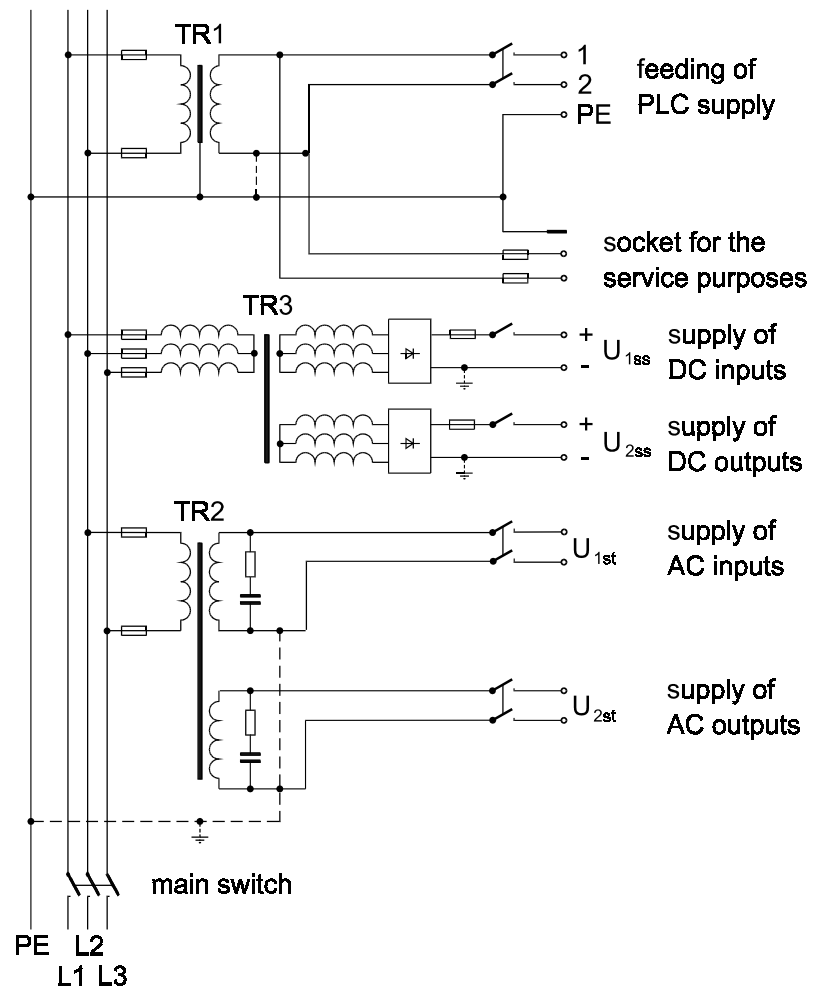 TR1
1
2
PE
feeding of
PLC supply
socket for the
service purposes
TR3
+
-
U1ss
supply of
DC inputs
+
-
U2ss
supply of
DC outputs
TR2
U1st
supply of
AC inputs
U2st
supply of
AC outputs
main switch
PE L2
L1 L3